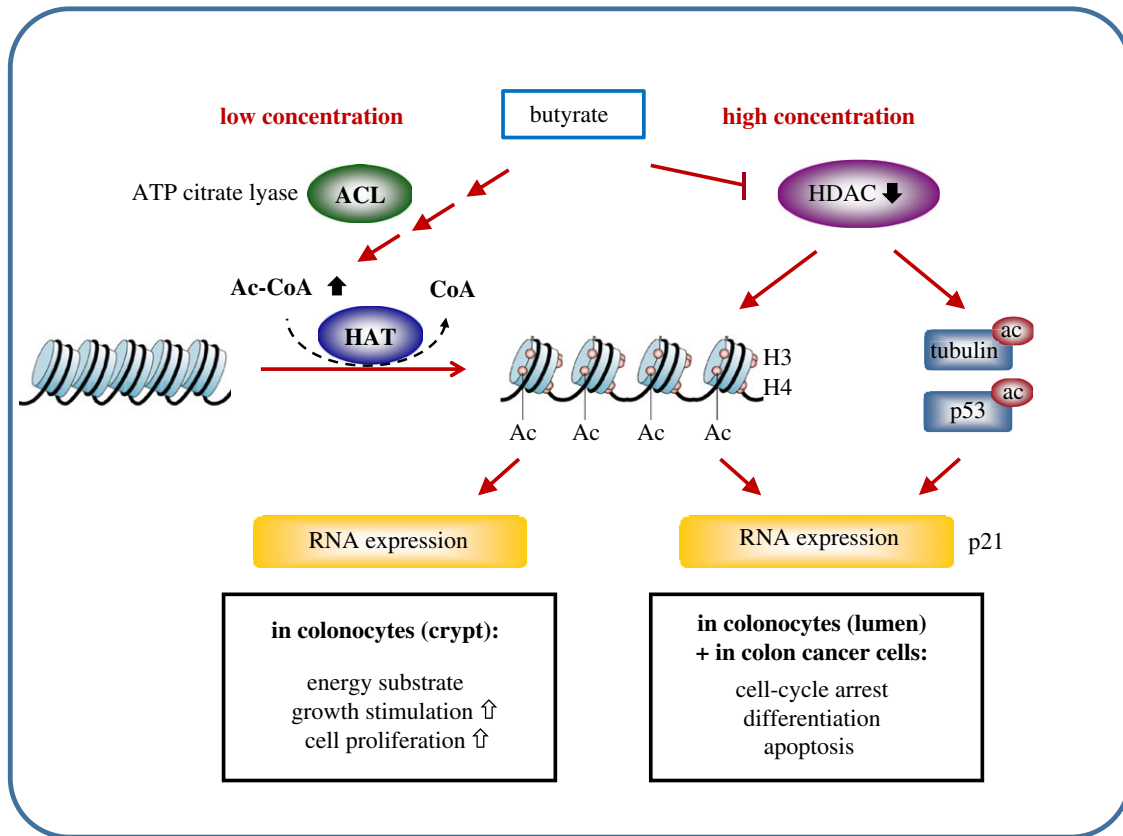 low concentration
butyrate
high concentration
ATP citrate lyase
ACL
HDAC
Ac-CoA
CoA
HAT
H3
H4
Ac
Ac
Ac
Ac
ac
tubulin
ac
p53
RNA expression
RNA expression
p21
in colonocytes (crypt):
energy substrate
growth stimulation ⇧
cell proliferation ⇧
in colonocytes (lumen)
+ in colon cancer cells:
cell-cycle arrest
differentiation
apoptosis